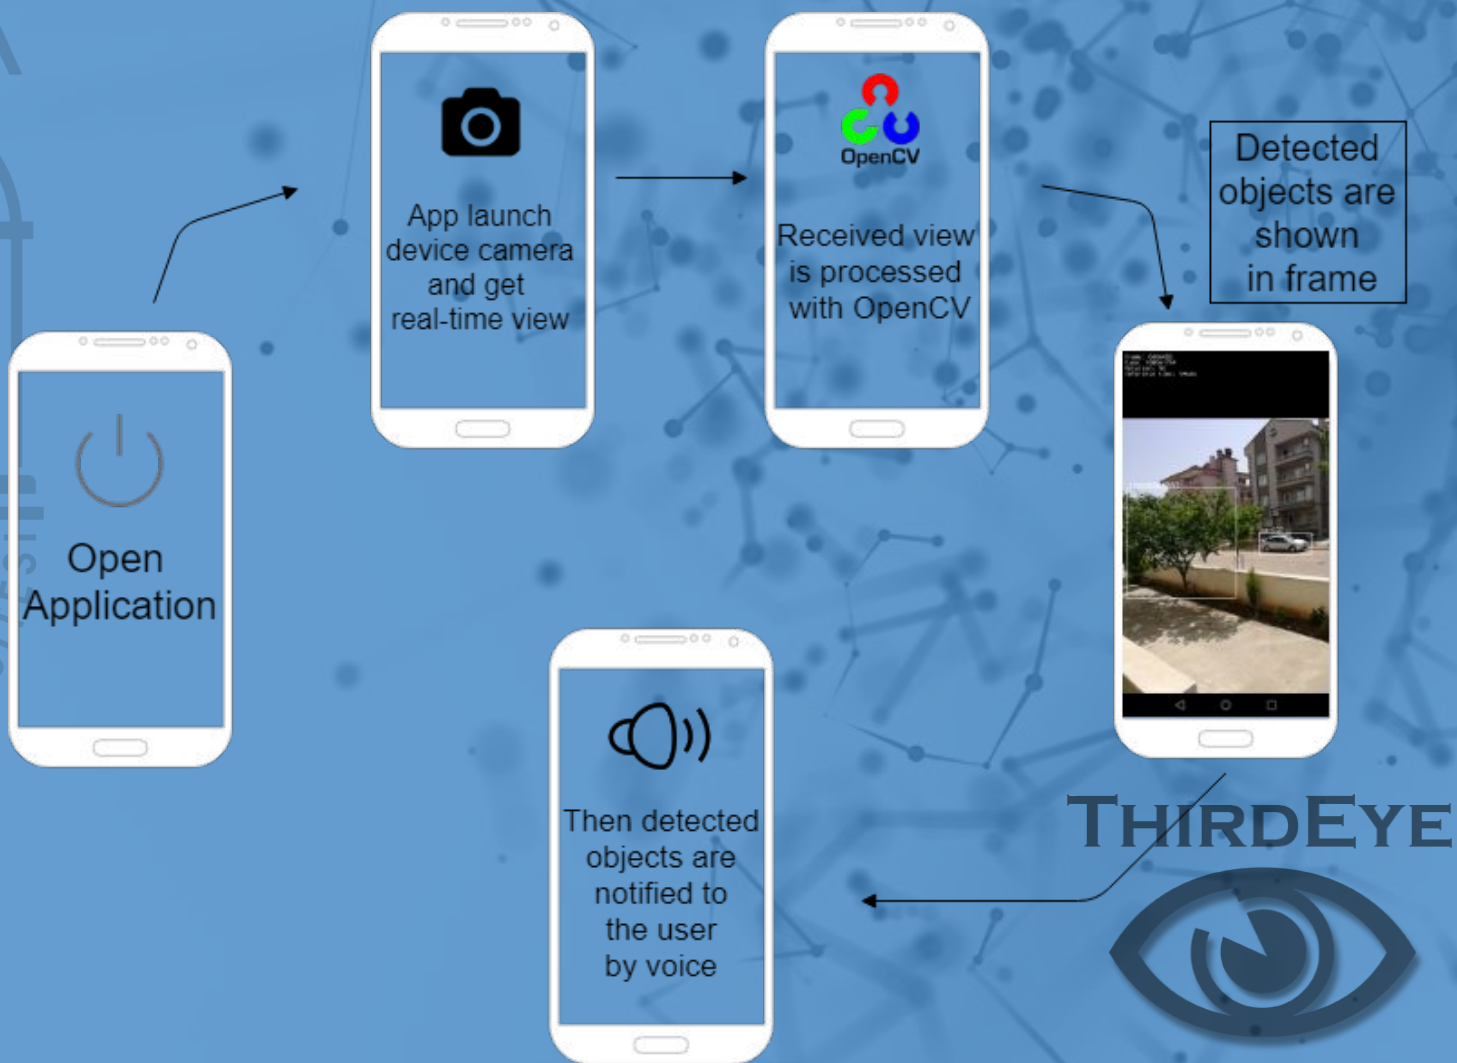 Open
Application
App launch
device camera
and get
real-time view
OpenCV
Received view
is processed
with OpenCV
Detected
objects are
shown
in frame
Then detected
objects are
notified to
the user
by voice
THIRDEYE